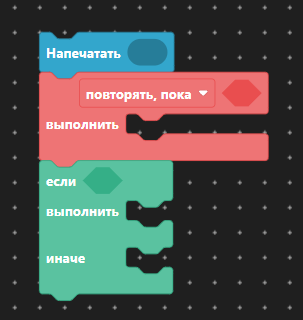 Напечатать
повторять, пока
выполнить
если
выполнить
иначе